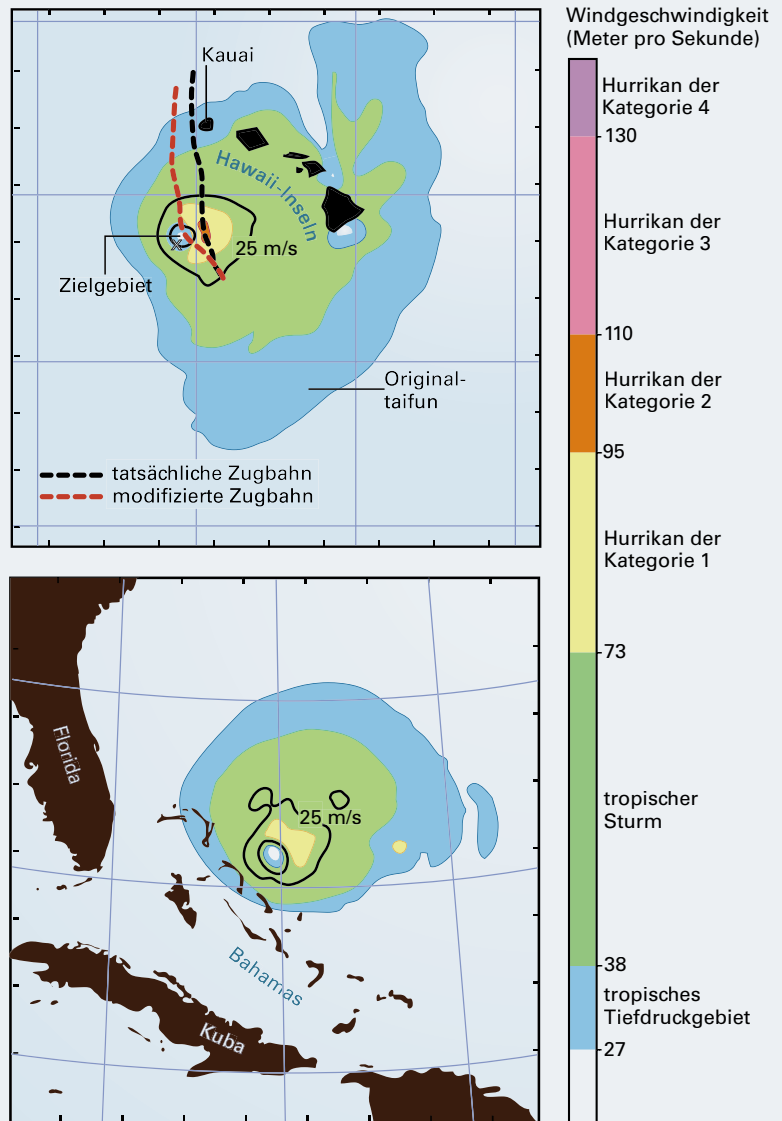 Windgeschwindigkeit
(Meter pro Sekunde)
Kauai
Hawaii-Inseln
25 m/s
Zielgebiet
x
Original-
taifun
tatsächliche Zugbahn
modifizierte Zugbahn
Florida
25 m/s
Bahamas
Kuba
Hurrikan der
Kategorie 4
130
Hurrikan der
Kategorie 3
110
Hurrikan der
Kategorie 2
95
Hurrikan der
Kategorie 1
73
tropischer
Sturm
38
tropisches
Tiefdruckgebiet
27